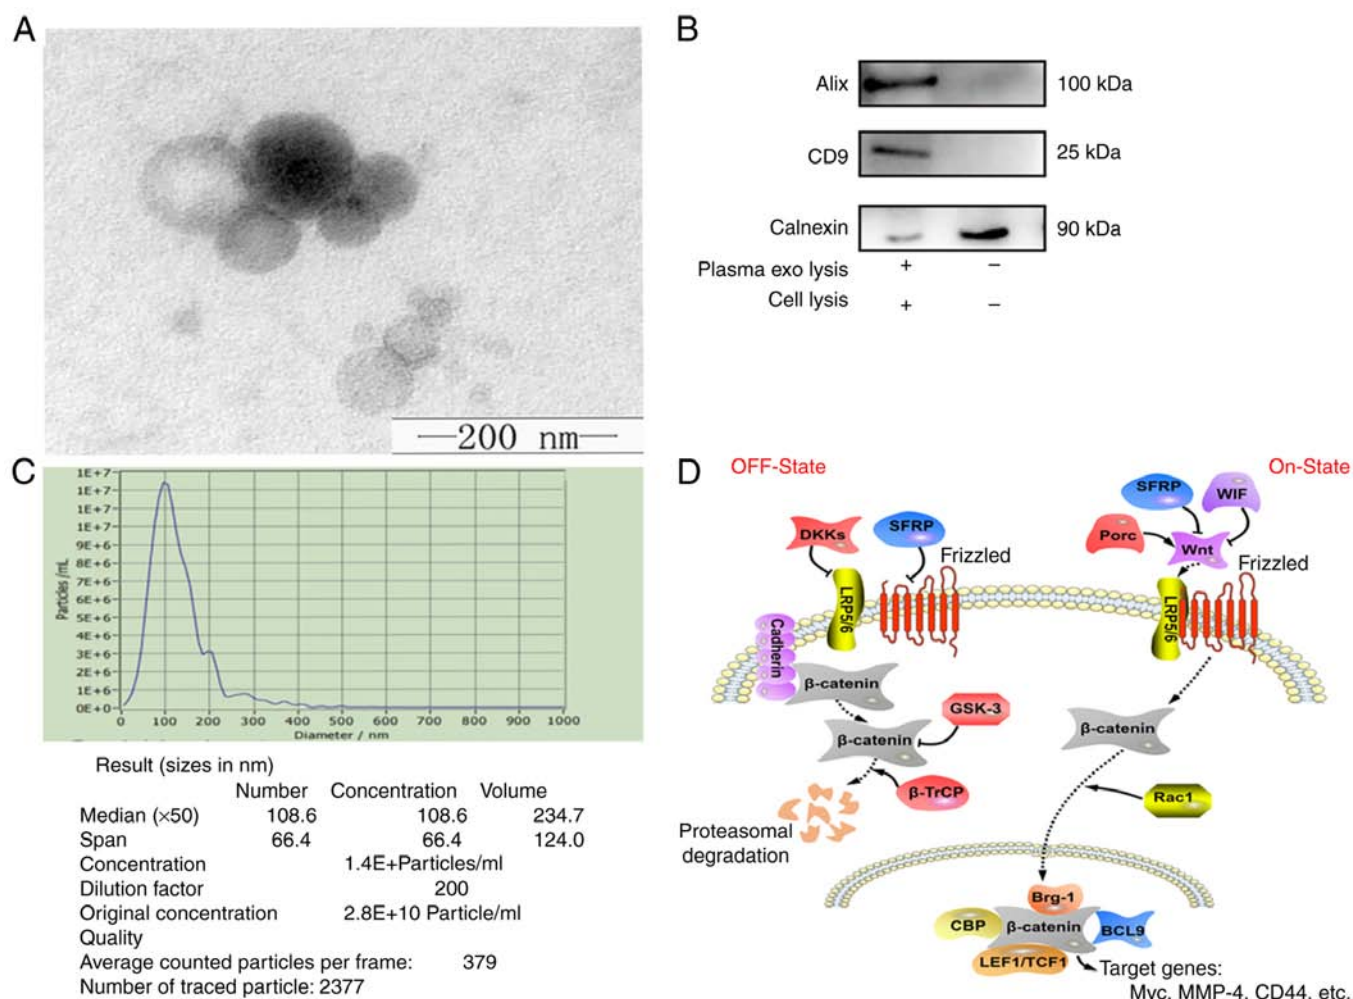 A
200 nm
B
Alix 100 kDa
CD9 25 kDa
Calnexin 90 kDa
Plasma exo lysis + −
Cell lysis + −
C
1E+7
1E+7
1E+7
1E+7
9E+6
8E+6
7E+6
6E+6
5E+6
4E+6
3E+6
2E+6
1E+6
0E+0
Particles /mL
0 100 200 300 400 500 600 700 800 900 1000
Diameter / nm
Result (sizes in nm)
Number Concentration Volume
Median (×50) 108.6 108.6 234.7
Span 66.4 66.4 124.0
Concentration 1.4E+Particles/ml
Dilution factor 200
Original concentration 2.8E+10 Particle/ml
Quality
Average counted particles per frame: 379
Number of traced particle: 2377
D
OFF-State
DKKs
SFRP
Frizzled
LRP5/6
Cadherin
β-catenin
GSK-3
β-catenin
β-TrCP
Proteasomal
degradation
On-State
SFRP
WIF
Porc
Wnt
Frizzled
LRP5/6
β-catenin
Rac1
Brg-1
CBP
β-catenin
BCL9
LEF1/TCF1
Target genes:
Myc, MMP-4, CD44, etc.